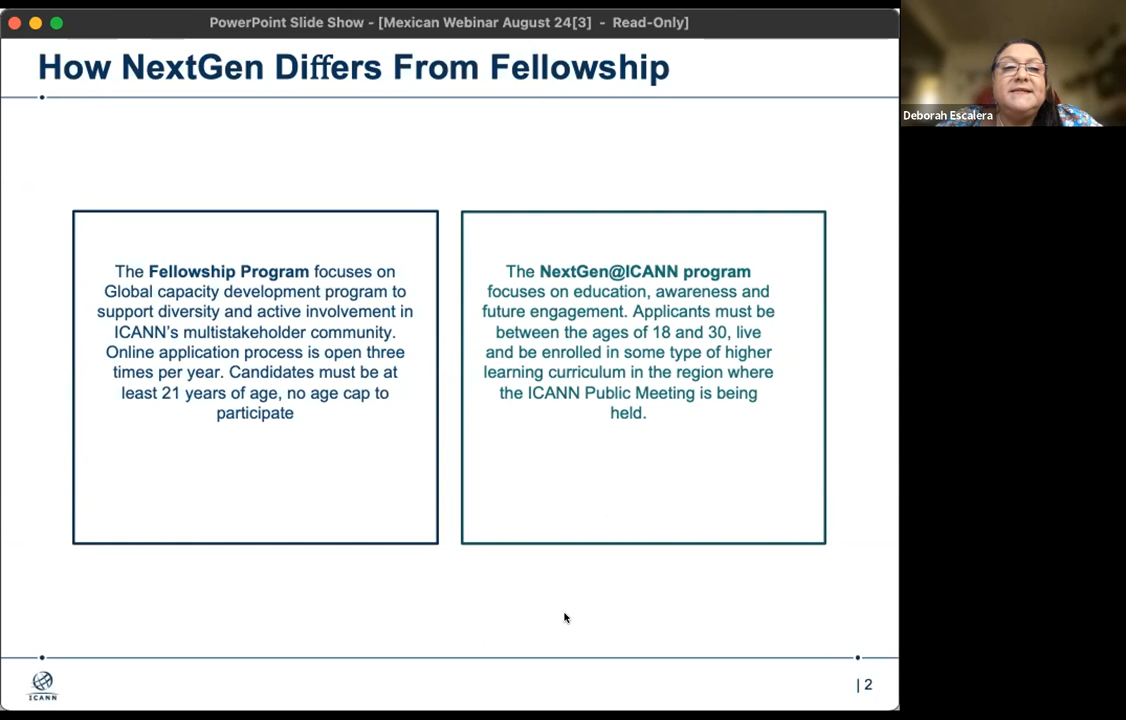 PowerPoint Slide Show - [Mexican Webinar August 24[3] - Read-Only]
How NextGen Differs From Fellowship
The Fellowship Program focuses on
Global capacity development program to
support diversity and active involvement in
ICANN's multistakeholder community.
Online application process is open three
times per year. Candidates must be at
least 21 years of age, no age cap to
participate
The NextGen@ICANN program
focuses on education, awareness and
future engagement. Applicants must be
between the ages of 18 and 30, live
and be enrolled in some type of higher
learning curriculum in the region where
the ICANN Public Meeting is being
held.
ICANN
| 2
Deborah Escalera